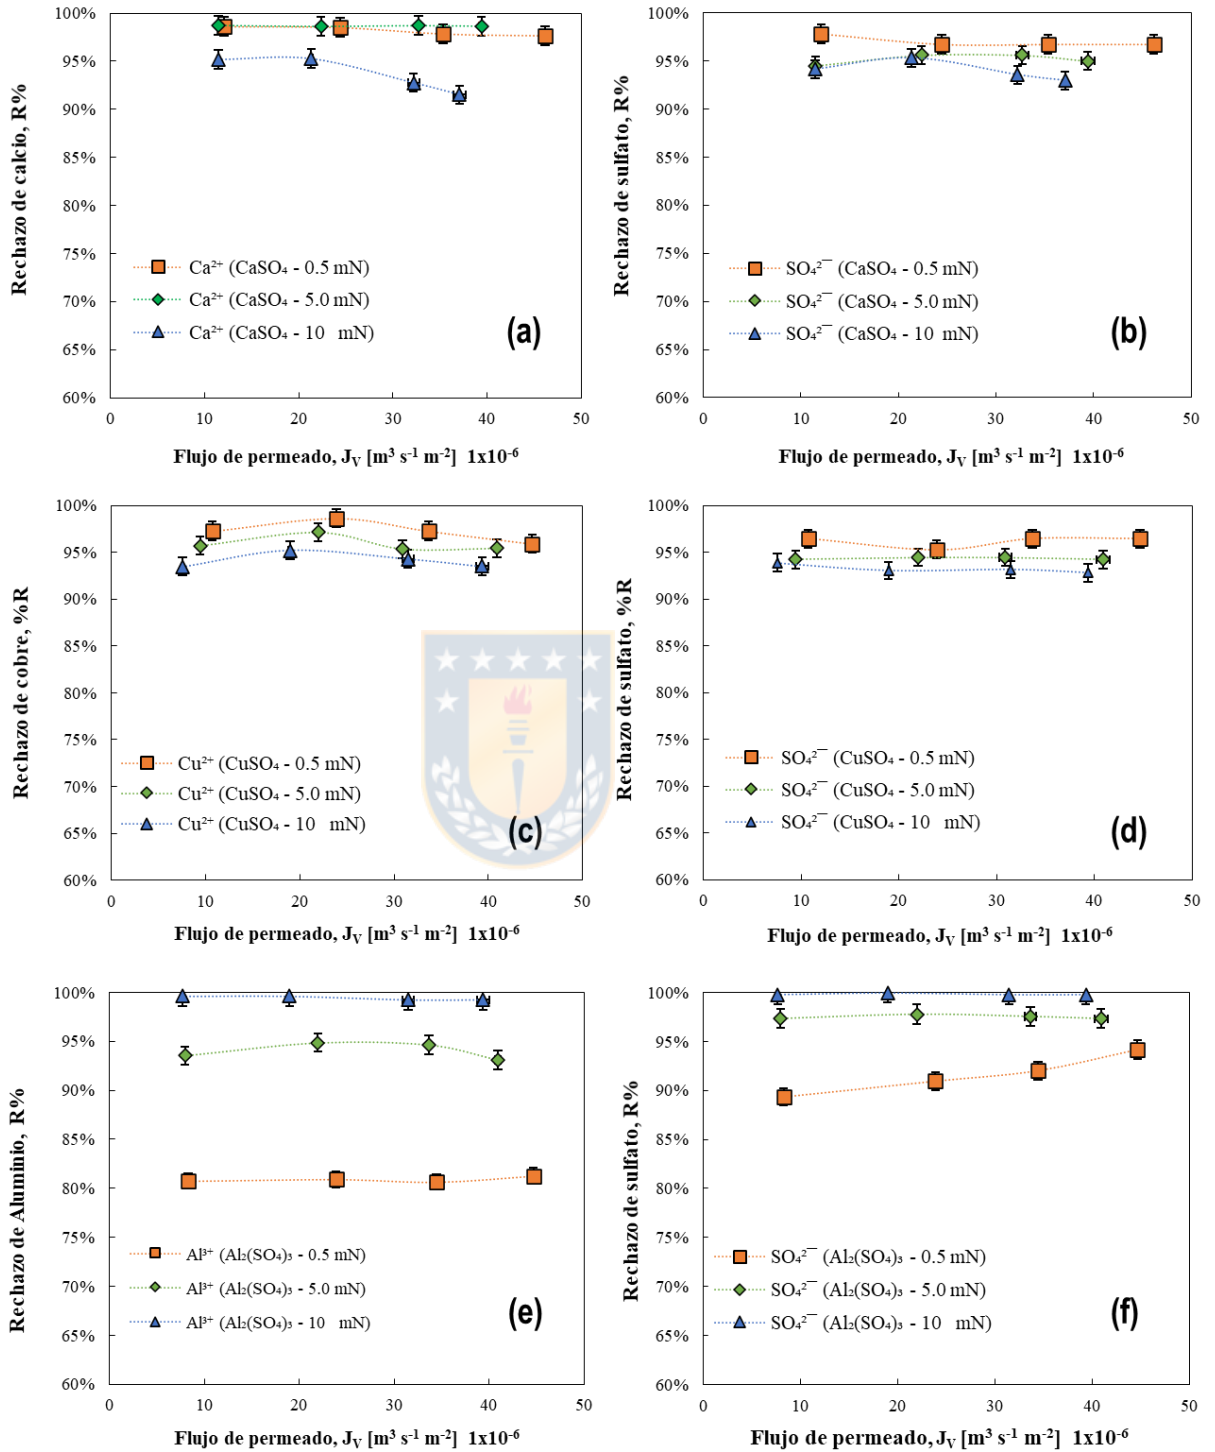 Rechazo de calcio, R%
100%
95%
90%
85%
80%
75%
70%
65%
60%
Ca²⁺ (CaSO₄ - 0.5 mN)
Ca²⁺ (CaSO₄ - 5.0 mN)
Ca²⁺ (CaSO₄ - 10 mN)
(a)
0 10 20 30 40 50
Flujo de permeado, J_V [m³ s⁻¹ m⁻²] 1x10⁻⁶
Rechazo de sulfato, R%
100%
95%
90%
85%
80%
75%
70%
65%
60%
SO₄²⁻ (CaSO₄ - 0.5 mN)
SO₄²⁻ (CaSO₄ - 5.0 mN)
SO₄²⁻ (CaSO₄ - 10 mN)
(b)
0 10 20 30 40 50
Flujo de permeado, J_V [m³ s⁻¹ m⁻²] 1x10⁻⁶
Rechazo de cobre, %R
100%
95%
90%
85%
80%
75%
70%
65%
60%
Cu²⁺ (CuSO₄ - 0.5 mN)
Cu²⁺ (CuSO₄ - 5.0 mN)
Cu²⁺ (CuSO₄ - 10 mN)
(c)
0 10 20 30 40 50
Flujo de permeado, J_V [m³ s⁻¹ m⁻²] 1x10⁻⁶
Rechazo de sulfato, %R
100%
95%
90%
85%
80%
75%
70%
65%
60%
SO₄²⁻ (CuSO₄ - 0.5 mN)
SO₄²⁻ (CuSO₄ - 5.0 mN)
SO₄²⁻ (CuSO₄ - 10 mN)
(d)
0 10 20 30 40 50
Flujo de permeado, J_V [m³ s⁻¹ m⁻²] 1x10⁻⁶
Rechazo de Aluminio, R%
100%
95%
90%
85%
80%
75%
70%
65%
60%
Al³⁺ (Al₂(SO₄)₃ - 0.5 mN)
Al³⁺ (Al₂(SO₄)₃ - 5.0 mN)
Al³⁺ (Al₂(SO₄)₃ - 10 mN)
(e)
0 10 20 30 40 50
Flujo de permeado, J_V [m³ s⁻¹ m⁻²] 1x10⁻⁶
Rechazo de sulfato, R%
100%
95%
90%
85%
80%
75%
70%
65%
60%
SO₄²⁻ (Al₂(SO₄)₃ - 0.5 mN)
SO₄²⁻ (Al₂(SO₄)₃ - 5.0 mN)
SO₄²⁻ (Al₂(SO₄)₃ - 10 mN)
(f)
0 10 20 30 40 50
Flujo de permeado, J_V [m³ s⁻¹ m⁻²] 1x10⁻⁶